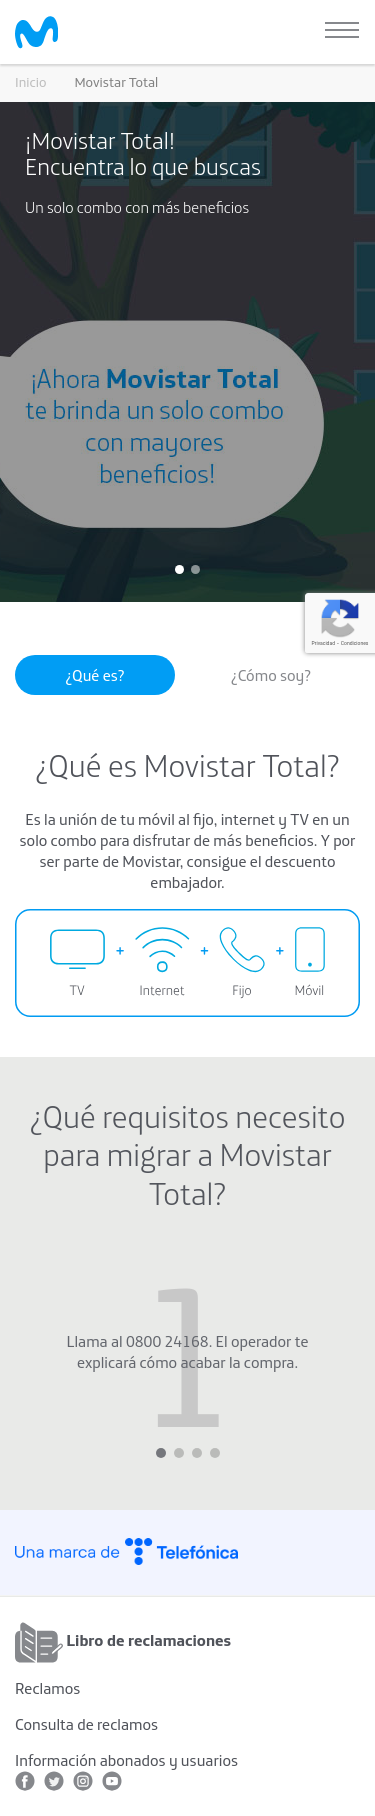 Inicio Movistar Total
¡Movistar Total!
Encuentra lo que buscas
Un solo combo con más beneficios
¡Ahora Movistar Total
te brinda un solo combo
con mayores
beneficios!
Privacidad - Condiciones
¿Qué es? ¿Cómo soy?
¿Qué es Movistar Total?
Es la unión de tu móvil al fijo, internet y TV en un
solo combo para disfrutar de más beneficios. Y por
ser parte de Movistar, consigue el descuento
embajador.
+ + +
TV Internet Fijo Móvil
¿Qué requisitos necesito
para migrar a Movistar
Total?
1
Llama al 0800 24168. El operador te
explicará cómo acabar la compra.
Una marca de Telefónica
Libro de reclamaciones
Reclamos
Consulta de reclamos
Información abonados y usuarios